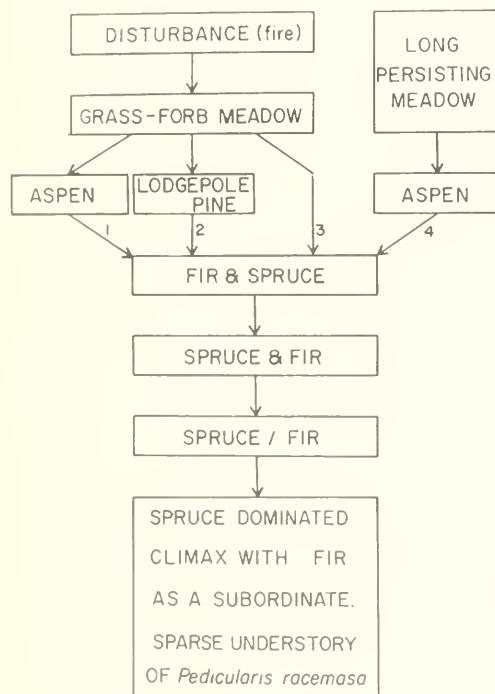 DISTURBANCE (fire)
LONG
PERSISTING
MEADOW
GRASS-FORB MEADOW
ASPEN
LODGEPOLE
PINE
ASPEN
1
2
3
4
FIR & SPRUCE
SPRUCE & FIR
SPRUCE / FIR
SPRUCE DOMINATED
CLIMAX WITH FIR
AS A SUBORDINATE.
SPARSE UNDERSTORY
OF Pedicularis racemasa